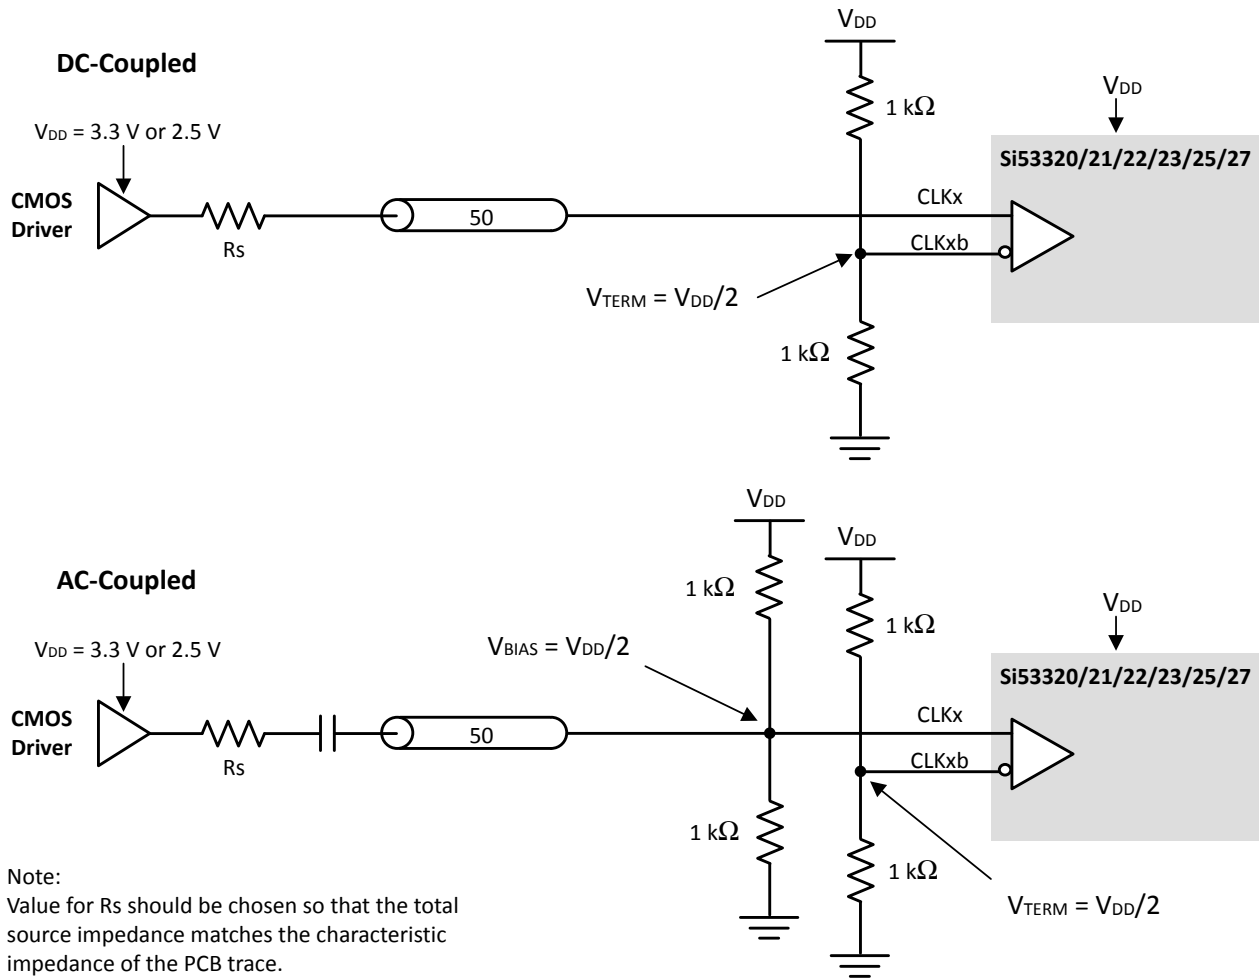 DC-Coupled
VDD = 3.3 V or 2.5 V
CMOS
Driver
Rs
50
VDD
1 kΩ
CLKx
CLKxb
VTERM = VDD/2
1 kΩ
VDD
Si53320/21/22/23/25/27
AC-Coupled
VDD = 3.3 V or 2.5 V
CMOS
Driver
Rs
50
VDD
1 kΩ
VBIAS = VDD/2
1 kΩ
VDD
1 kΩ
CLKx
CLKxb
1 kΩ
VTERM = VDD/2
VDD
Si53320/21/22/23/25/27
Note:
Value for Rs should be chosen so that the total
source impedance matches the characteristic
impedance of the PCB trace.